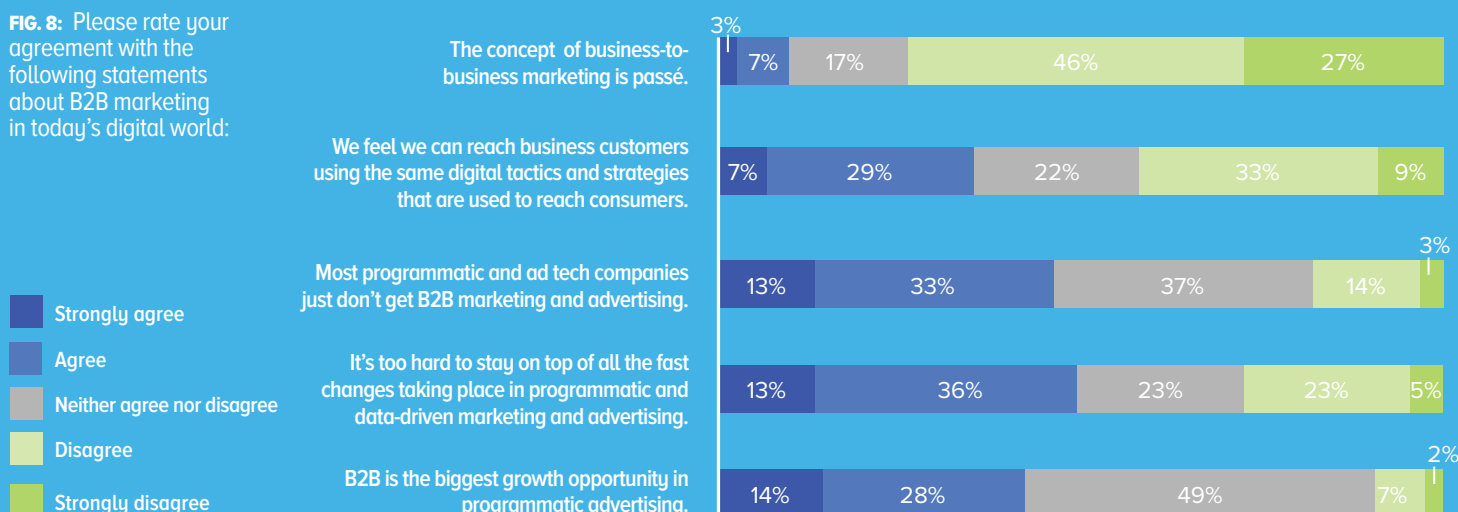 FIG. 8: Please rate your
agreement with the
following statements
about B2B marketing
in today's digital world:
Strongly agree
Agree
Neither agree nor disagree
Disagree
Strongly disagree
The concept of business-to-
business marketing is passé.
3%
7%
17%
46%
27%
We feel we can reach business customers
using the same digital tactics and strategies
that are used to reach consumers.
7%
29%
22%
33%
9%
Most programmatic and ad tech companies
just don't get B2B marketing and advertising.
13%
33%
37%
14%
3%
It's too hard to stay on top of all the fast
changes taking place in programmatic and
data-driven marketing and advertising.
13%
36%
23%
23%
5%
B2B is the biggest growth opportunity in
programmatic advertising.
14%
28%
49%
7%
2%